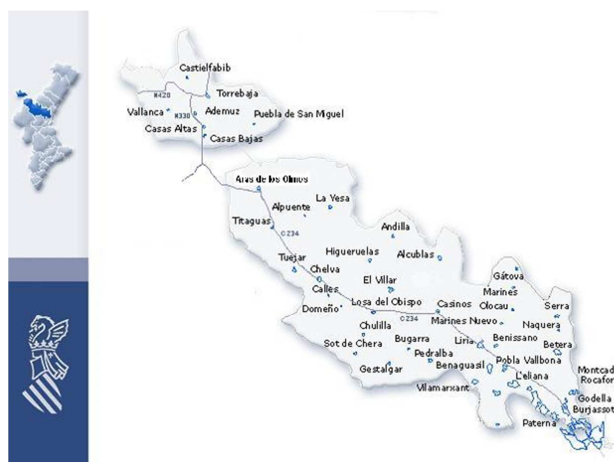 Castielfabib
N420
Torrebaja
Vallanca
N330
Ademuz
Puebla de San Miguel
Casas Altas
Casas Bajas
Aras de los Olmos
La Yesa
Alpuente
Titaguas
C234
Andilla
Higueruelas
Alcublas
Tuejar
Chelva
Gátova
Calles
El Villar
Marines
Domeño
Losa del Obispo
Casinos
Olocau
Serra
C234
Marines Nuevo
Naquera
Chulilla
Bugarra
Liria
Benissano
Sot de Chera
Pedralba
Betera
Gestalgar
Benaguasil
Pobla Vallbona
L'eliana
Montcad
Rocafor
Vilamarxant
Godella
Burjassot
Paterna